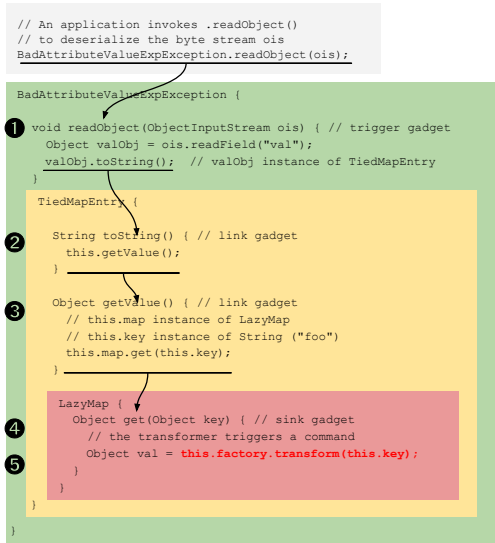 // An application invokes .readObject()
// to deserialize the byte stream ois
BadAttributeValueExpException.readObject(ois);
BadAttributeValueExpException {
1 void readObject(ObjectInputStream ois) { // trigger gadget
Object valObj = ois.readField("val");
valObj.toString(); // valObj instance of TiedMapEntry
}
TiedMapEntry {
2 String toString() { // link gadget
this.getValue();
}
3 Object getValue() { // link gadget
// this.map instance of LazyMap
// this.key instance of String ("foo")
this.map.get(this.key);
}
LazyMap {
4 Object get(Object key) { // sink gadget
// the transformer triggers a command
5 Object val = this.factory.transform(this.key);
}
}
}
}